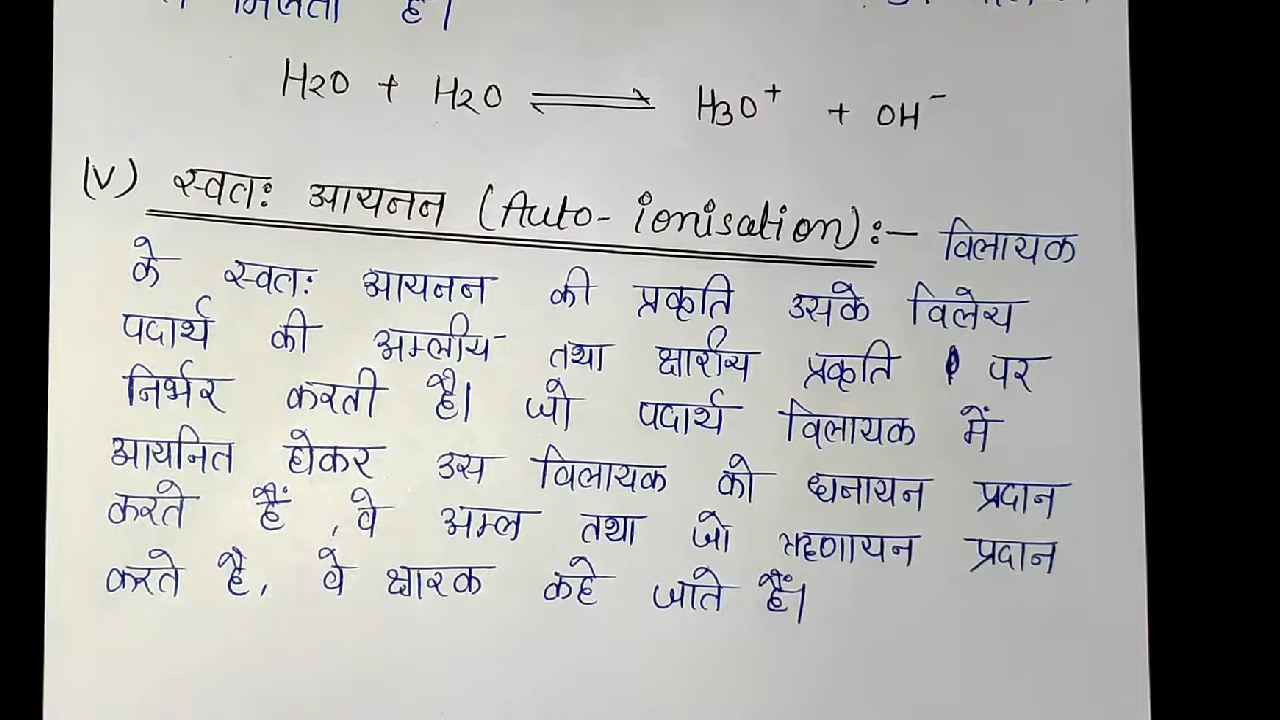 मिलता है।
H2O + H2O ⇌ H3O⁺ + OH⁻
(v) स्वतः आयनन (Auto-ionisation):- विलायक
के स्वतः आयनन की प्रकृति उसके विलेय
पदार्थ की अम्लीय तथा क्षारीय प्रकृति पर
निर्भर करती है। जो पदार्थ विलायक में
आयनित होकर उस विलायक को धनायन प्रदान
करते हैं, वे अम्ल तथा जो ऋणायन प्रदान
करते है, वे क्षारक कहे जाते हैं।